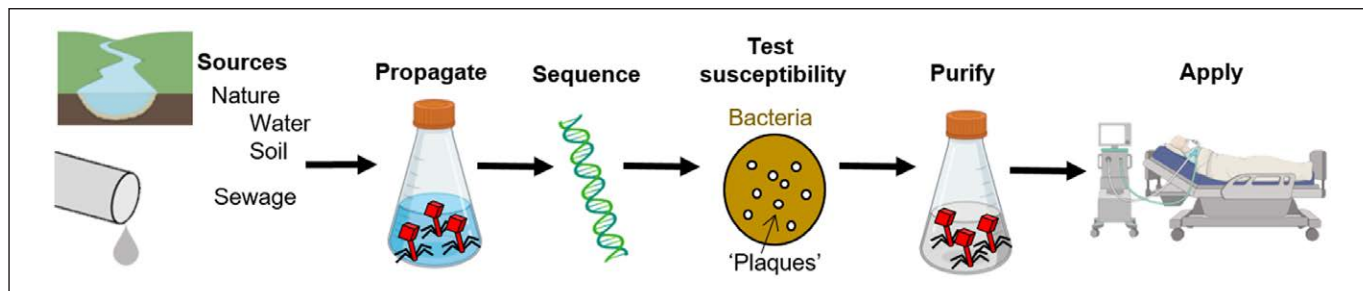 Sources
Nature
Water
Soil
Sewage
Propagate
Sequence
Test
susceptibility
Bacteria
'Plaques'
Purify
Apply